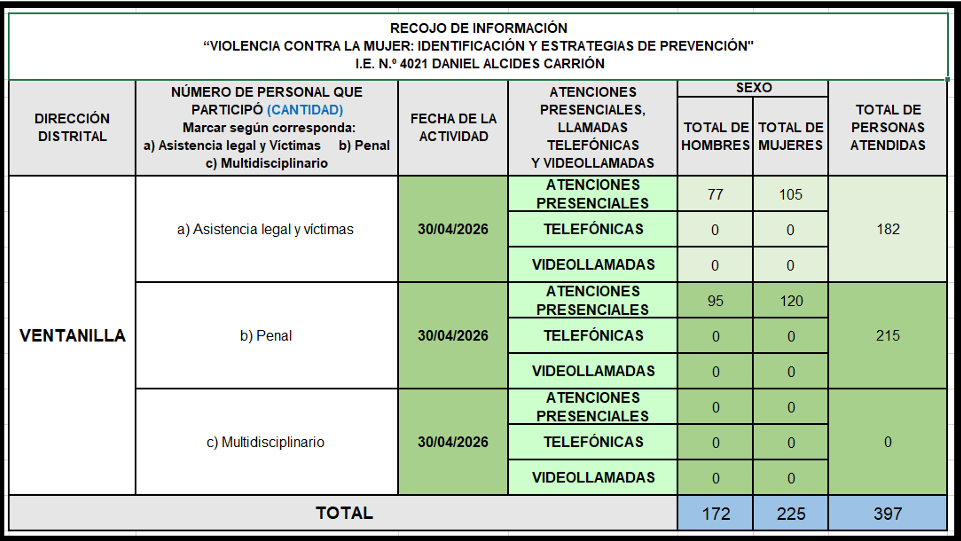 RECOJO DE INFORMACIÓN
“VIOLENCIA CONTRA LA MUJER: IDENTIFICACIÓN Y ESTRATEGIAS DE PREVENCIÓN"
I.E. N.º 4021 DANIEL ALCIDES CARRIÓN
DIRECCIÓN
DISTRITAL
NÚMERO DE PERSONAL QUE
PARTICIPÓ (CANTIDAD)
Marcar según corresponda:
a) Asistencia legal y Víctimas b) Penal
c) Multidisciplinario
FECHA DE LA
ACTIVIDAD
ATENCIONES
PRESENCIALES,
LLAMADAS
TELEFÓNICAS
Y VIDEOLLAMADAS
SEXO
TOTAL DE
HOMBRES
TOTAL DE
MUJERES
TOTAL DE
PERSONAS
ATENDIDAS
VENTANILLA
a) Asistencia legal y víctimas
30/04/2026
ATENCIONES
PRESENCIALES
77 105
TELEFÓNICAS
0 0
VIDEOLLAMADAS
0 0
182
b) Penal
30/04/2026
ATENCIONES
PRESENCIALES
95 120
TELEFÓNICAS
0 0
VIDEOLLAMADAS
0 0
215
c) Multidisciplinario
30/04/2026
ATENCIONES
PRESENCIALES
0 0
TELEFÓNICAS
0 0
VIDEOLLAMADAS
0 0
0
TOTAL 172 225 397